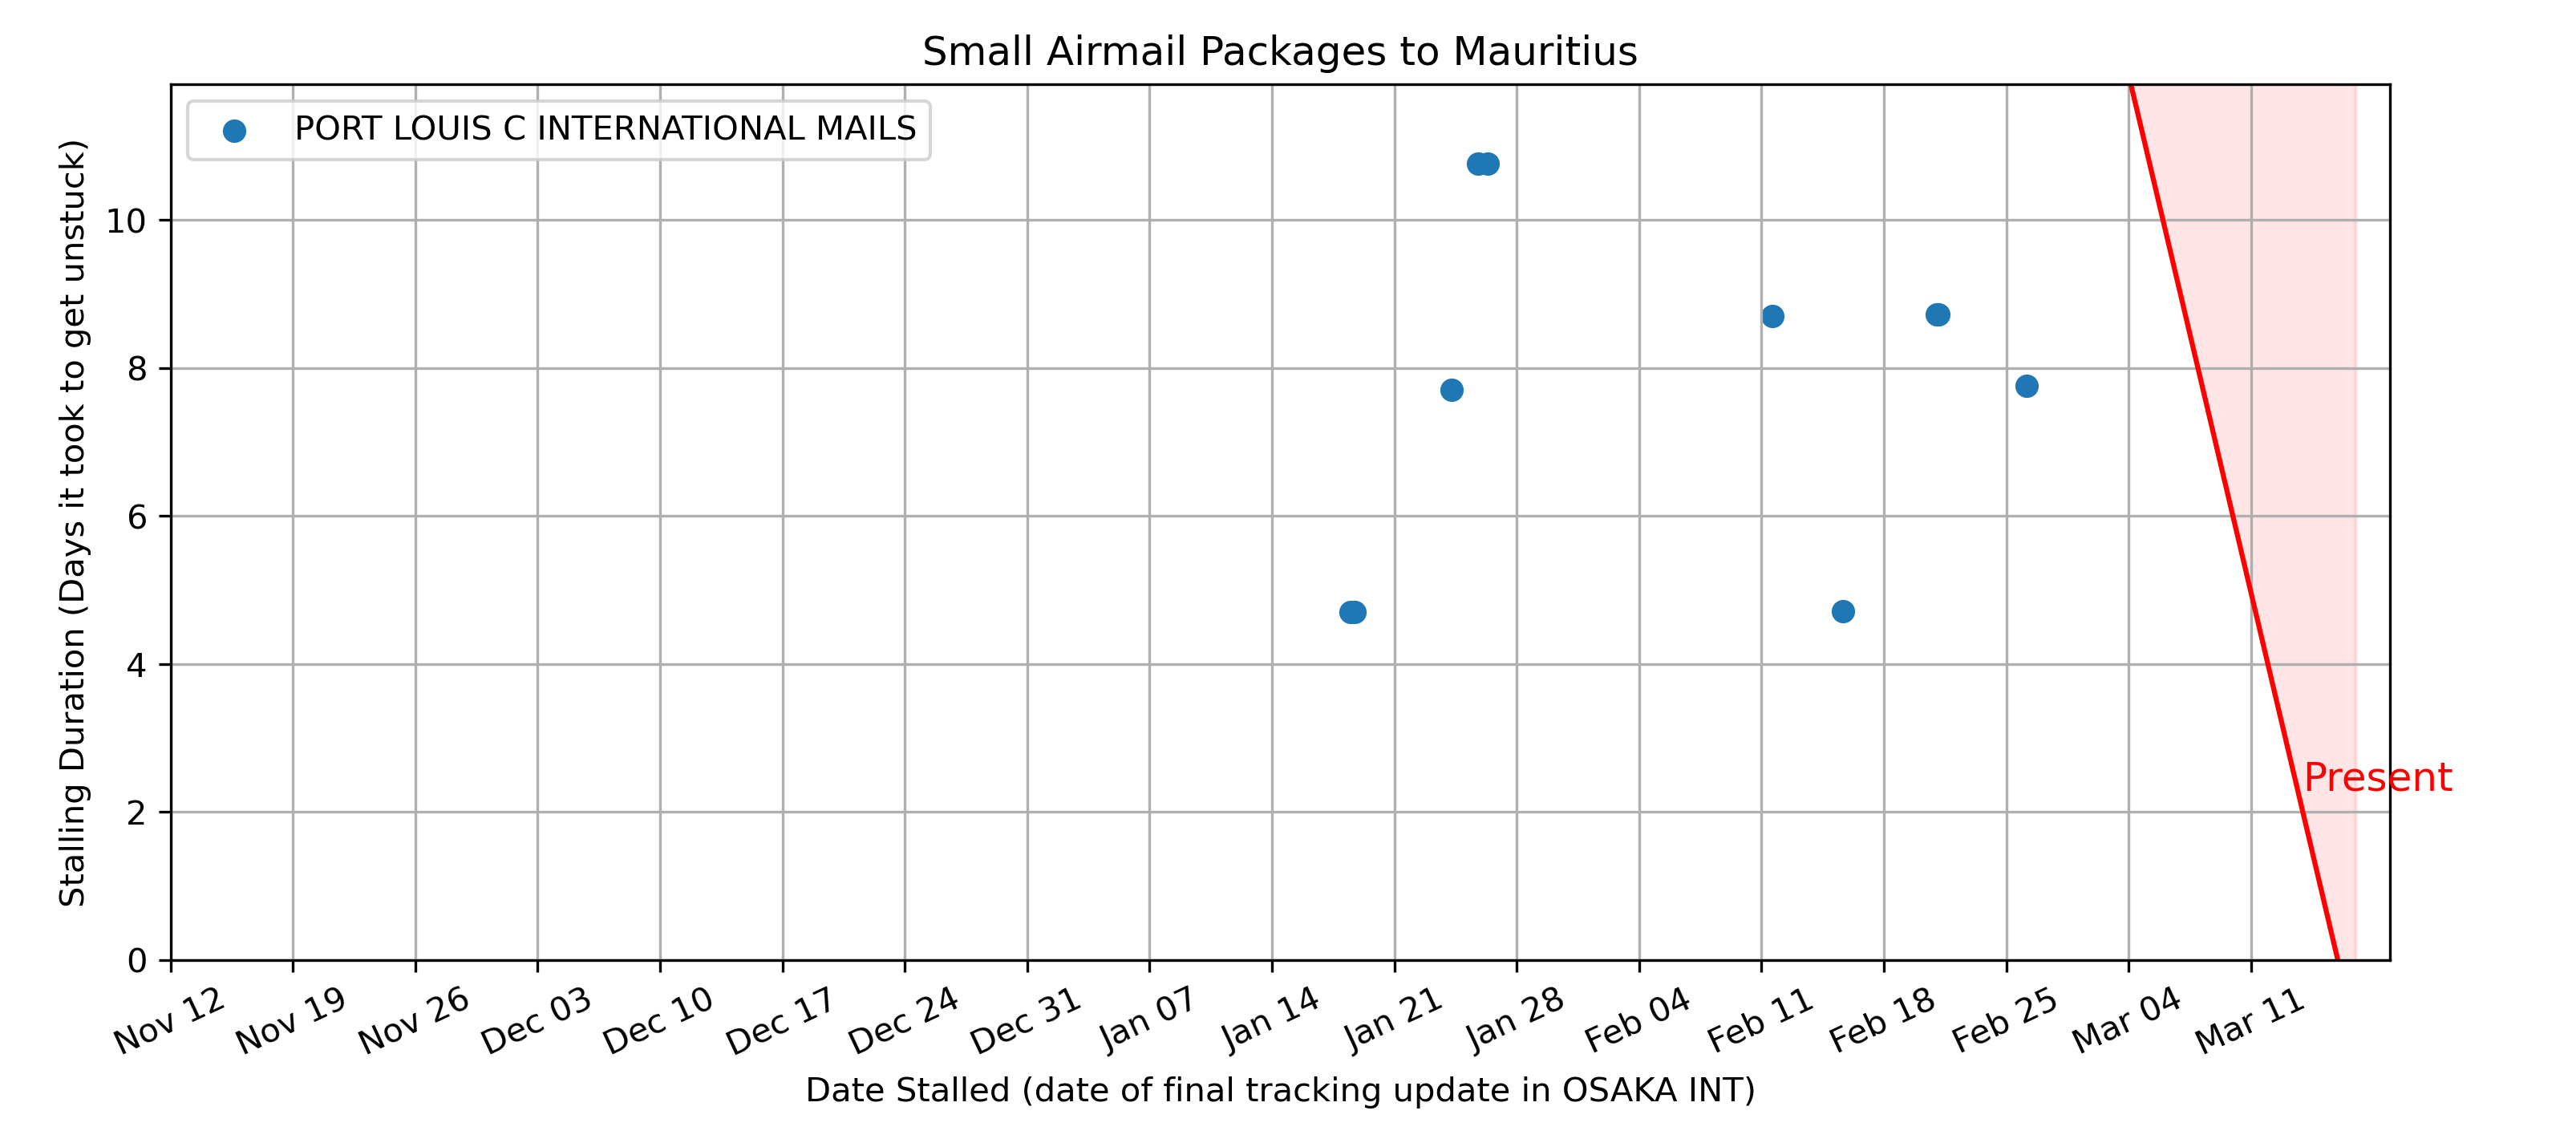 Small Airmail Packages to Mauritius
PORT LOUIS C INTERNATIONAL MAILS
Stalling Duration (Days it took to get unstuck)
10
8
6
4
2
0
Present
Nov 12
Nov 19
Nov 26
Dec 03
Dec 10
Dec 17
Dec 24
Dec 31
Jan 07
Jan 14
Jan 21
Jan 28
Feb 04
Feb 11
Feb 18
Feb 25
Mar 04
Mar 11
Date Stalled (date of final tracking update in OSAKA INT)